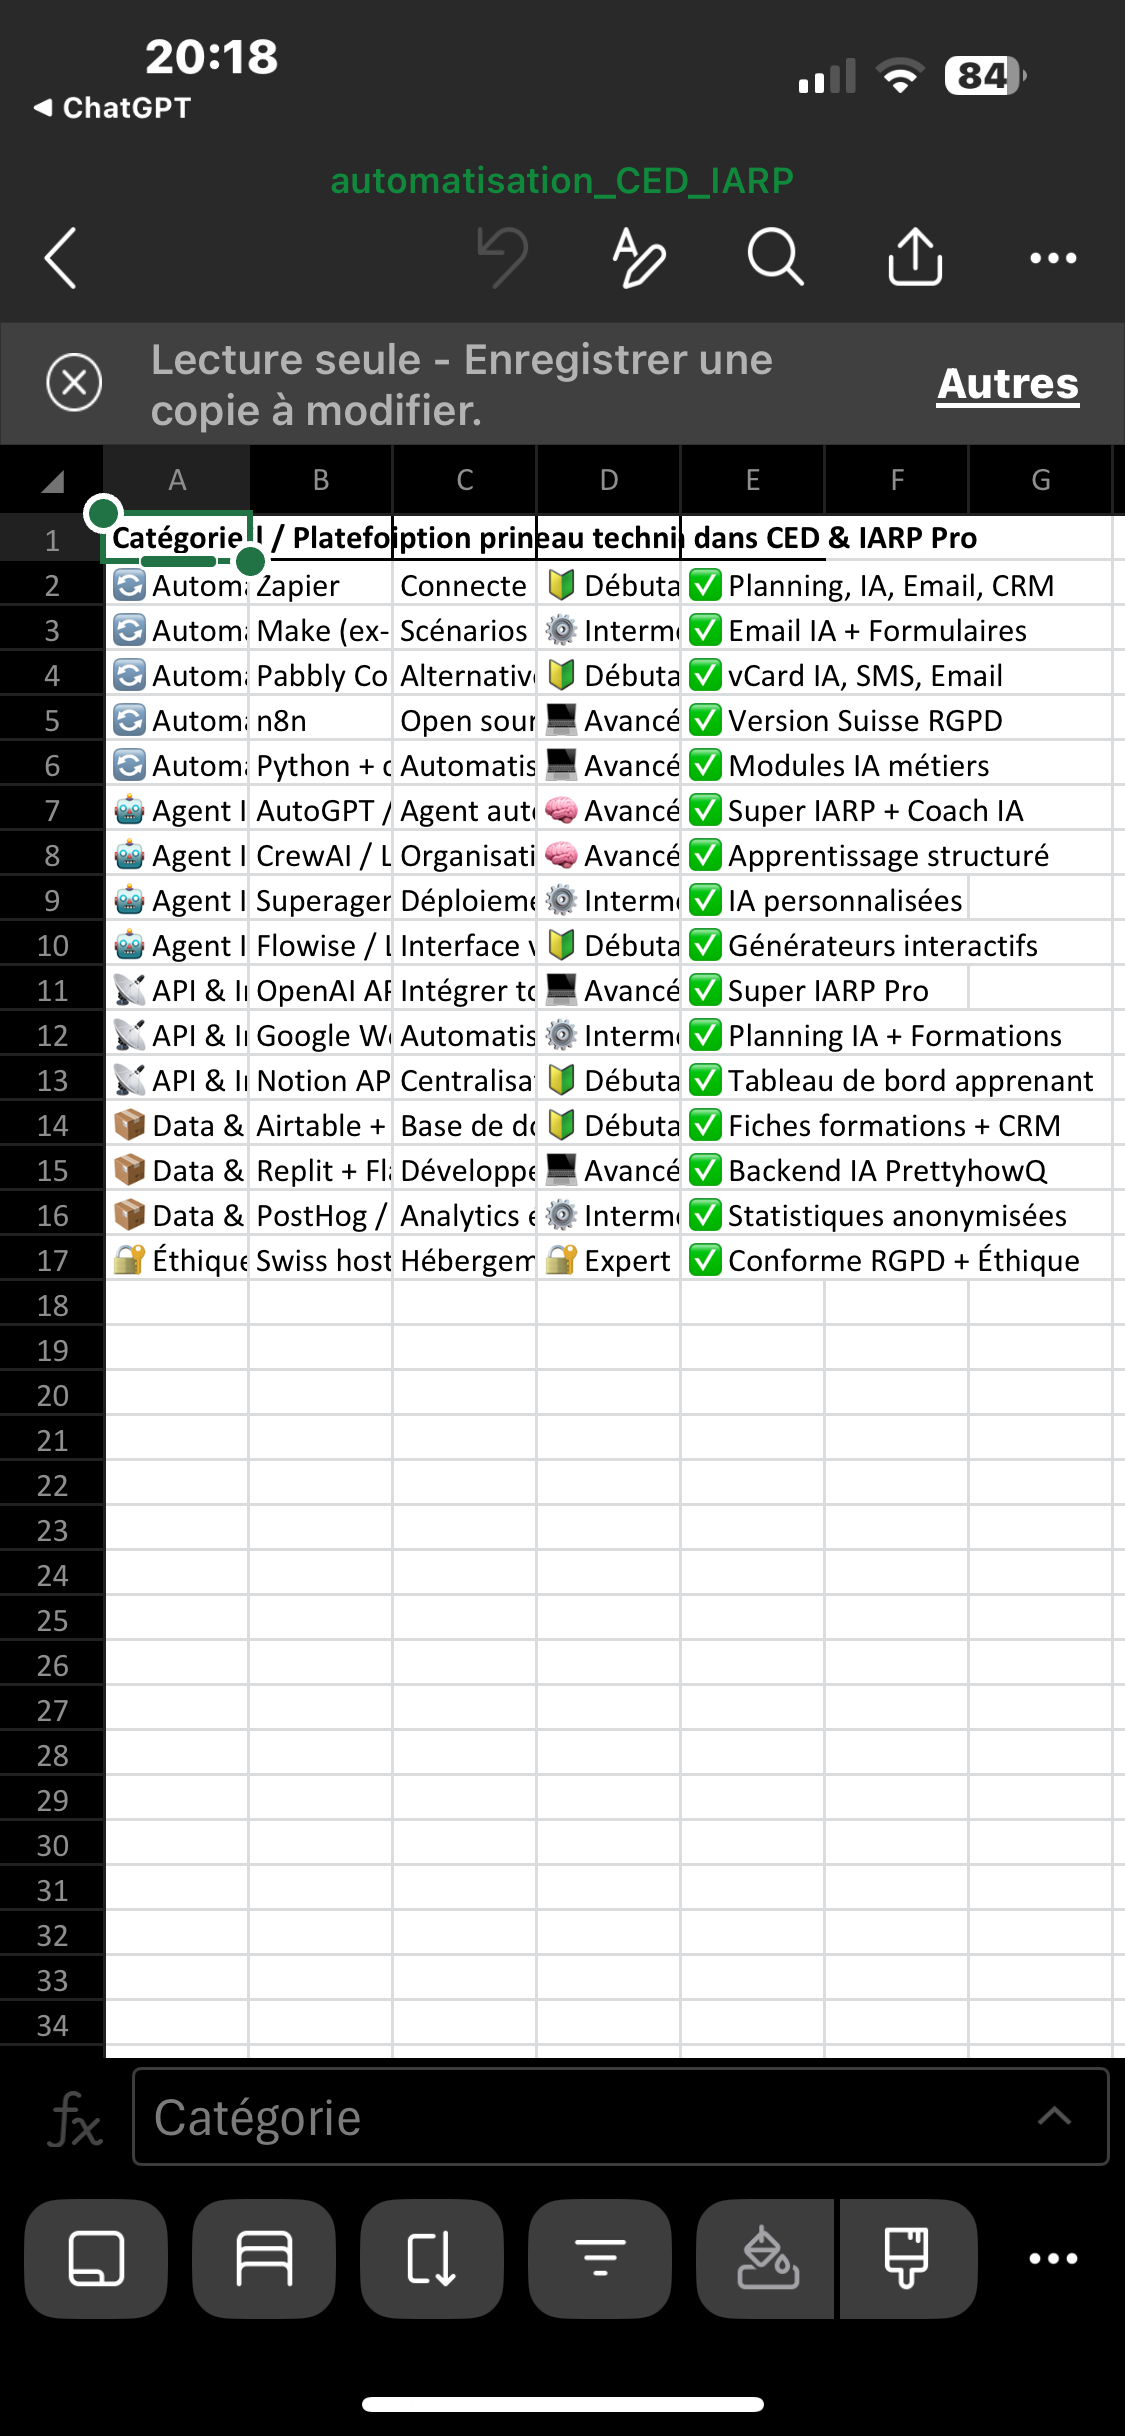 20:18
84
◀ ChatGPT
automatisation_CED_IARP
Lecture seule - Enregistrer une
copie à modifier.
Autres
A B C D E F G
1 Catégorie l / Platefo iption prin eau techni dans CED & IARP Pro
2 🔄 Automa Zapier Connecte 🔰 Débuta ✅ Planning, IA, Email, CRM
3 🔄 Automa Make (ex- Scénarios ⚙️ Interm ✅ Email IA + Formulaires
4 🔄 Automa Pabbly Co Alternativ 🔰 Débuta ✅ vCard IA, SMS, Email
5 🔄 Automa n8n Open sour 💻 Avancé ✅ Version Suisse RGPD
6 🔄 Automa Python + Automatis 💻 Avancé ✅ Modules IA métiers
7 🤖 Agent I AutoGPT / Agent aut 🧠 Avancé ✅ Super IARP + Coach IA
8 🤖 Agent I CrewAI / L Organisati 🧠 Avancé ✅ Apprentissage structuré
9 🤖 Agent I Superager Déploieme ⚙️ Interm ✅ IA personnalisées
10 🤖 Agent I Flowise / L Interface v 🔰 Débuta ✅ Générateurs interactifs
11 📡 API & I OpenAI AP Intégrer to 💻 Avancé ✅ Super IARP Pro
12 📡 API & I Google W Automatis ⚙️ Interm ✅ Planning IA + Formations
13 📡 API & I Notion AP Centralisa 🔰 Débuta ✅ Tableau de bord apprenant
14 📦 Data & Airtable + Base de do 🔰 Débuta ✅ Fiches formations + CRM
15 📦 Data & Replit + Fla Développe 💻 Avancé ✅ Backend IA PrettyhowQ
16 📦 Data & PostHog / Analytics e ⚙️ Interm ✅ Statistiques anonymisées
17 🔐 Éthique Swiss host Hébergem 🔐 Expert ✅ Conforme RGPD + Éthique
18
19
20
21
22
23
24
25
26
27
28
29
30
31
32
33
34
fx Catégorie